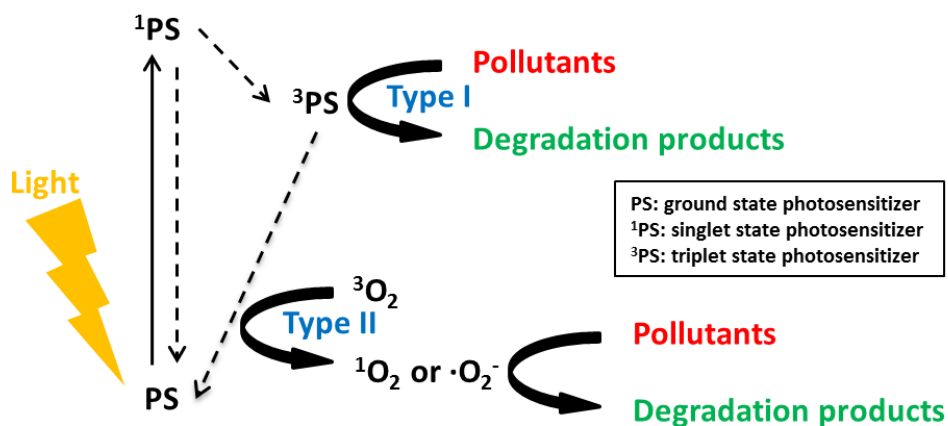 ¹PS
Pollutants
³PS
Type I
Degradation products
Light
PS: ground state photosensitizer
¹PS: singlet state photosensitizer
³PS: triplet state photosensitizer
³O₂
Type II
Pollutants
¹O₂ or ·O₂⁻
PS
Degradation products